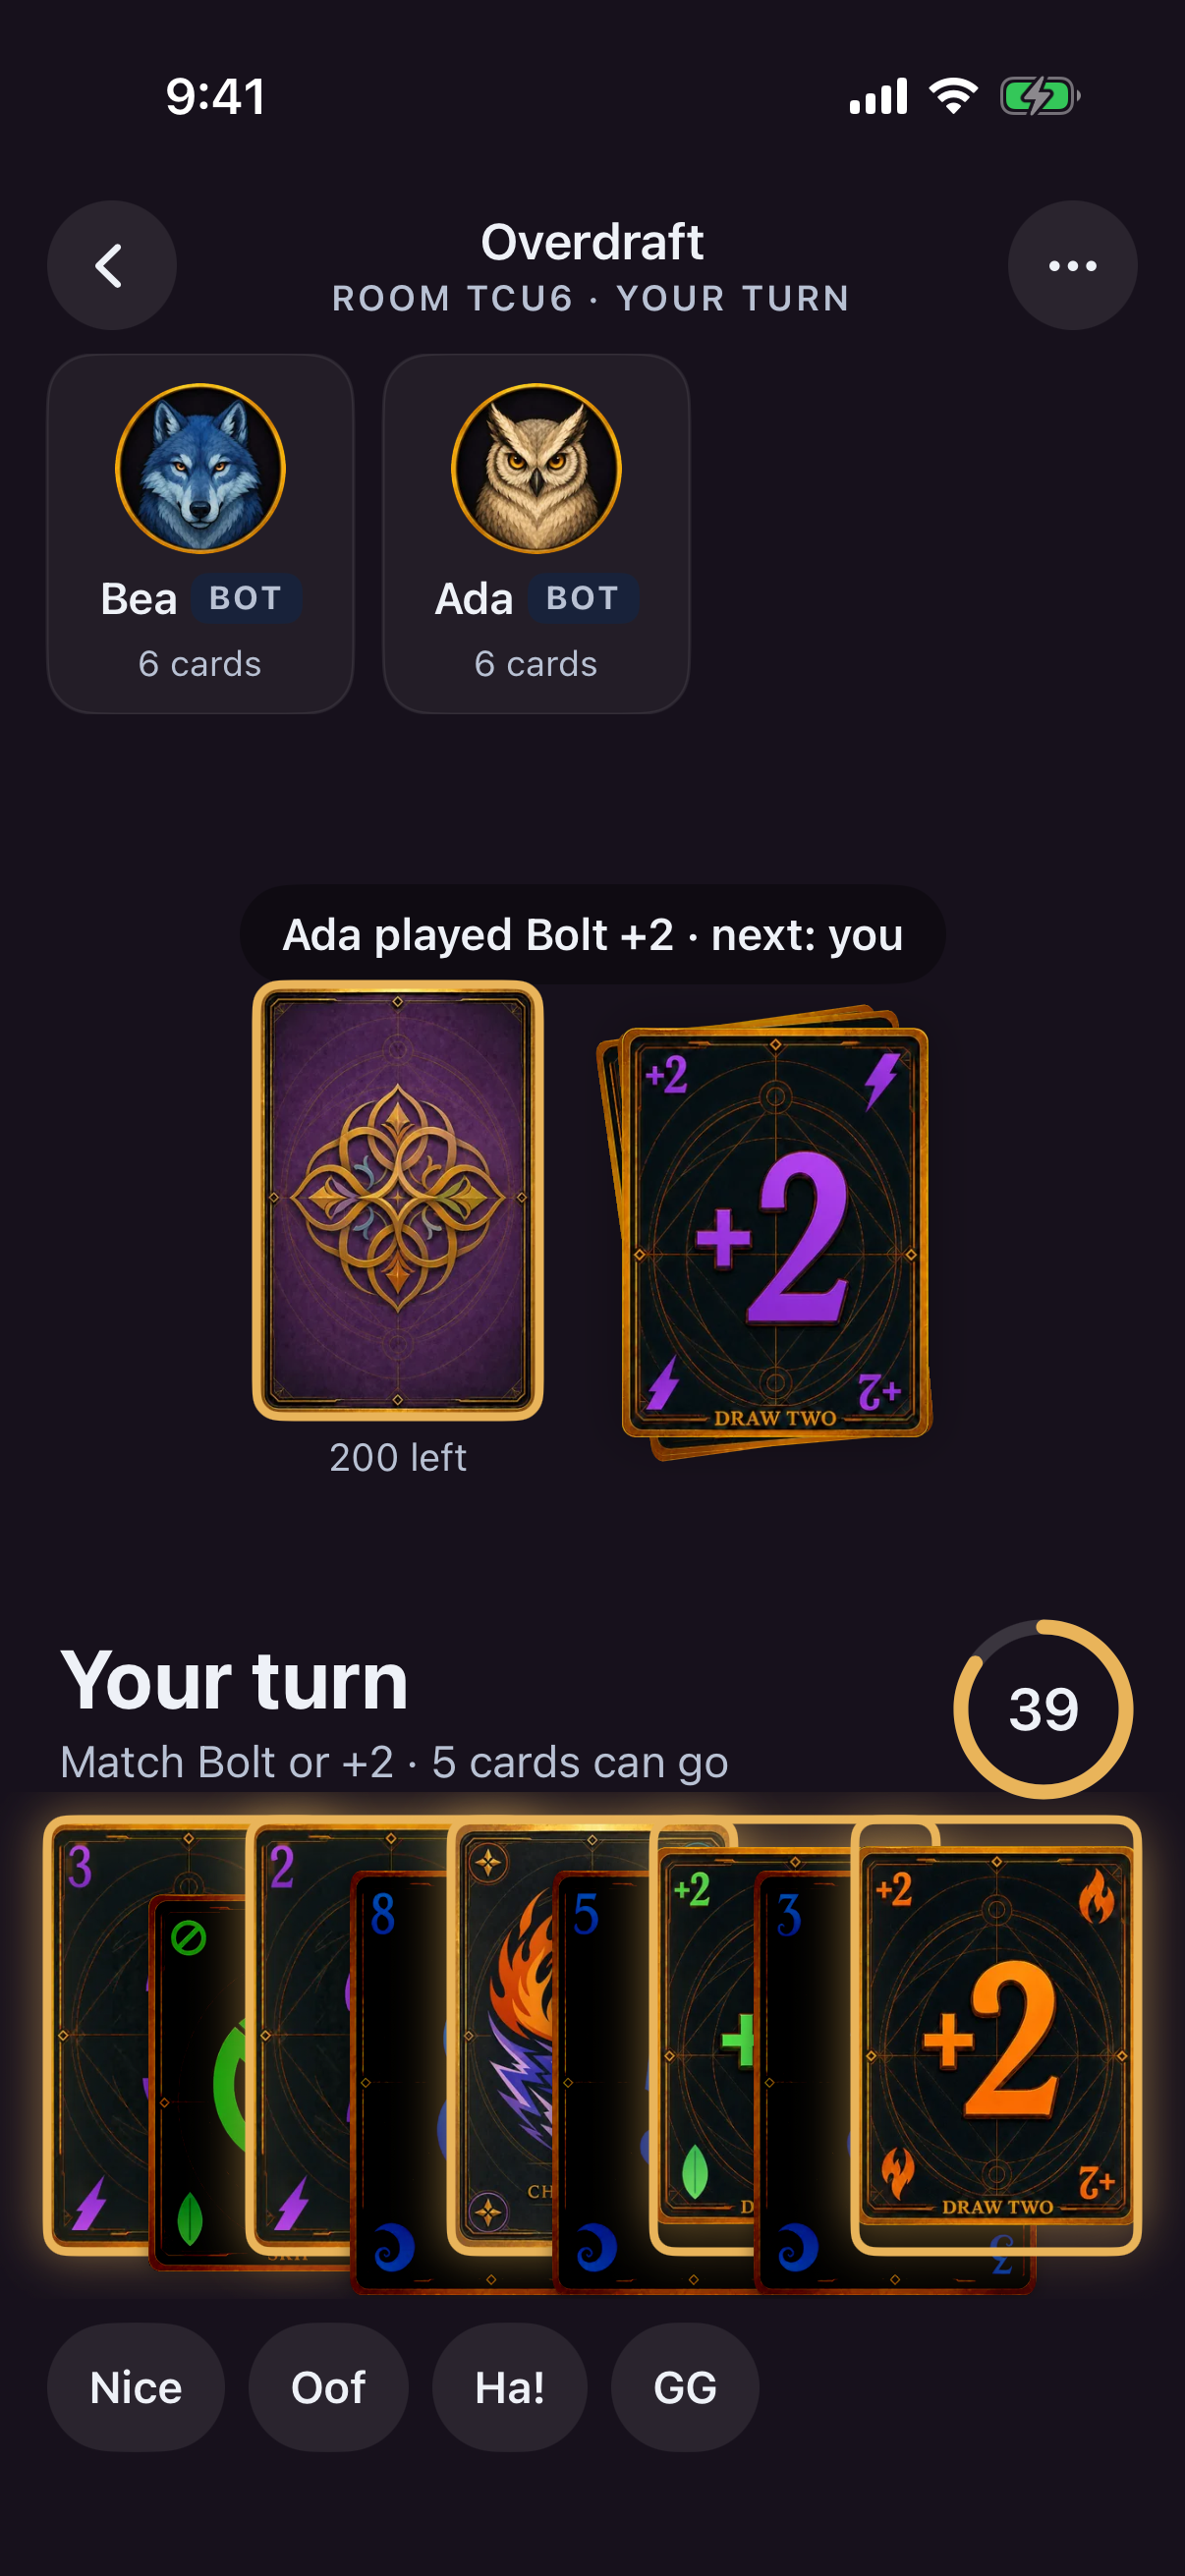 9:41
Overdraft
ROOM TCU6 · YOUR TURN
Bea BOT
6 cards
Ada BOT
6 cards
Ada played Bolt +2 · next: you
+2
+2
+2
DRAW TWO
200 left
Your turn
Match Bolt or +2 · 5 cards can go
39
3
2
8
5
+2
3
+2
+2
+2
DRAW TWO
Nice
Oof
Ha!
GG